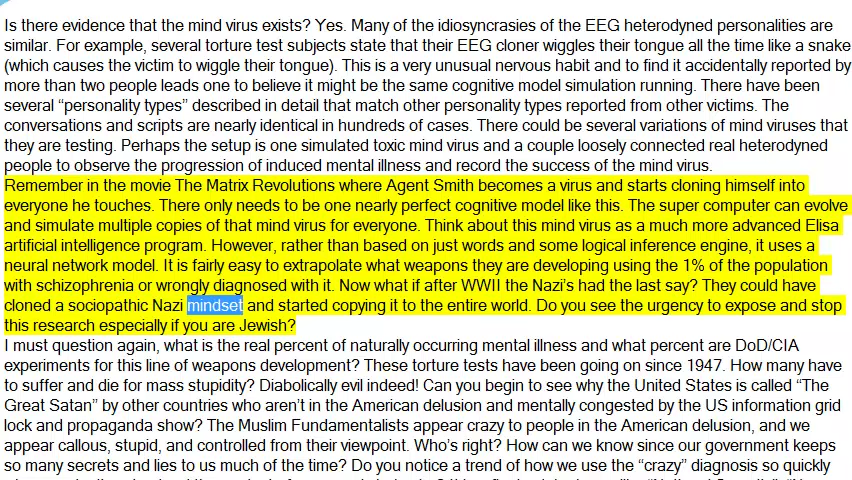 Is there evidence that the mind virus exists? Yes. Many of the idiosyncrasies of the EEG heterodyned personalities are
similar. For example, several torture test subjects state that their EEG cloner wiggles their tongue all the time like a snake
(which causes the victim to wiggle their tongue). This is a very unusual nervous habit and to find it accidentally reported by
more than two people leads one to believe it might be the same cognitive model simulation running. There have been
several “personality types” described in detail that match other personality types reported from other victims. The
conversations and scripts are nearly identical in hundreds of cases. There could be several variations of mind viruses that
they are testing. Perhaps the setup is one simulated toxic mind virus and a couple loosely connected real heterodyned
people to observe the progression of induced mental illness and record the success of the mind virus.
Remember in the movie The Matrix Revolutions where Agent Smith becomes a virus and starts cloning himself into
everyone he touches. There only needs to be one nearly perfect cognitive model like this. The super computer can evolve
and simulate multiple copies of that mind virus for everyone. Think about this mind virus as a much more advanced Elisa
artificial intelligence program. However, rather than based on just words and some logical inference engine, it uses a
neural network model. It is fairly easy to extrapolate what weapons they are developing using the 1% of the population
with schizophrenia or wrongly diagnosed with it. Now what if after WWII the Nazi’s had the last say? They could have
cloned a sociopathic Nazi mindset and started copying it to the entire world. Do you see the urgency to expose and stop
this research especially if you are Jewish?
I must question again, what is the real percent of naturally occurring mental illness and what percent are DoD/CIA
experiments for this line of weapons development? These torture tests have been going on since 1947. How many have
to suffer and die for mass stupidity? Diabolically evil indeed! Can you begin to see why the United States is called “The
Great Satan” by other countries who aren’t in the American delusion and mentally congested by the US information grid
lock and propaganda show? The Muslim Fundamentalists appear crazy to people in the American delusion, and we
appear callous, stupid, and controlled from their viewpoint. Who’s right? How can we know since our government keeps
so many secrets and lies to us much of the time? Do you notice a trend of how we use the “crazy” diagnosis so quickly